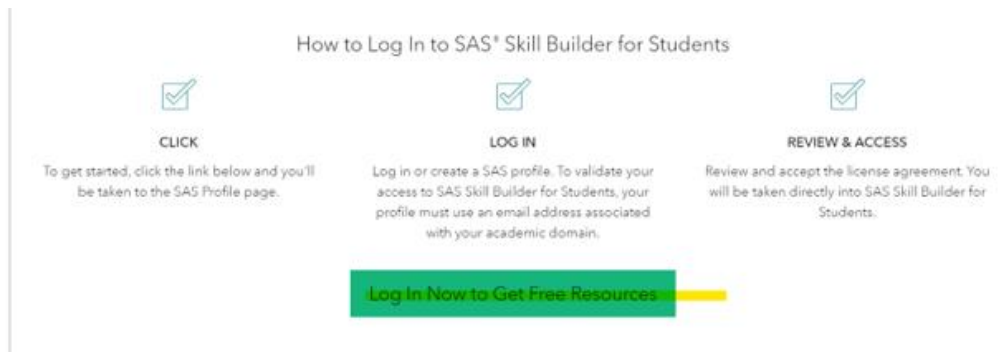 How to Log In to SAS® Skill Builder for Students
CLICK
To get started, click the link below and you'll
be taken to the SAS Profile page.
LOG IN
Log in or create a SAS profile. To validate your
access to SAS Skill Builder for Students, your
profile must use an email address associated
with your academic domain.
REVIEW & ACCESS
Review and accept the license agreement. You
will be taken directly into SAS Skill Builder for
Students.
Log In Now to Get Free Resources